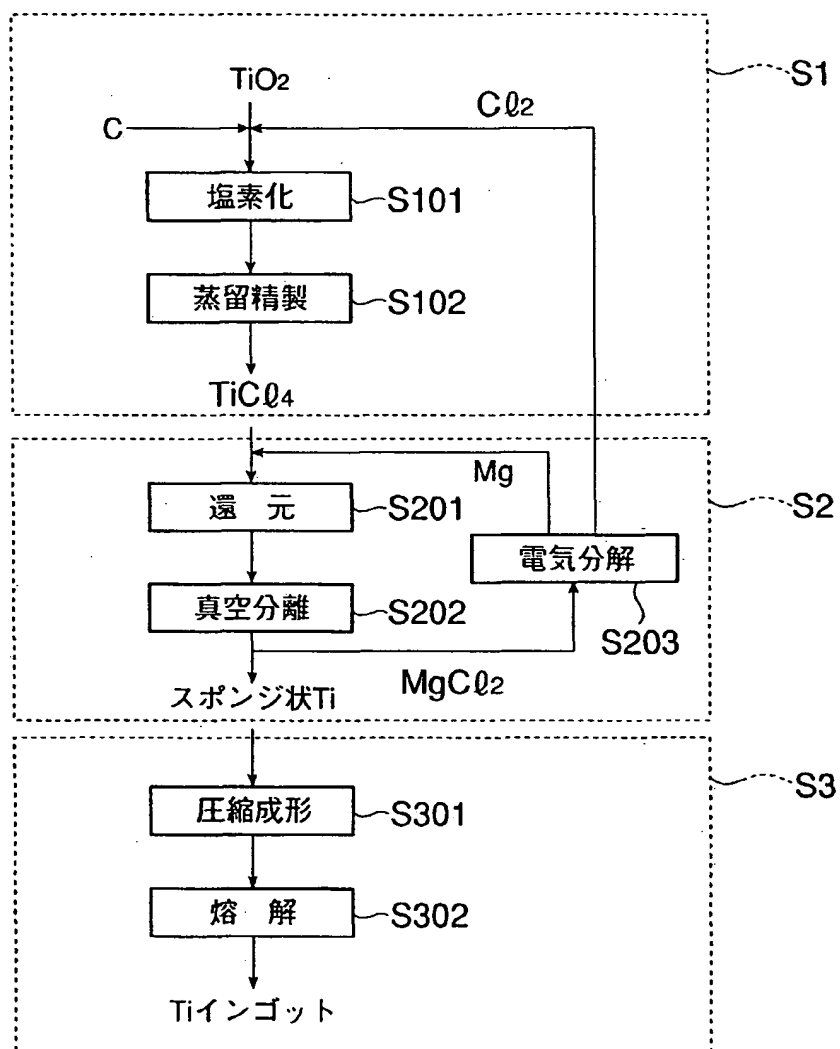 TiO2
S1
C
Cℓ2
塩素化
S101
蒸留精製
S102
TiCℓ4
Mg
S2
還 元
S201
電気分解
真空分離
S202
S203
MgCℓ2
スポンジ状Ti
S3
圧縮成形
S301
熔 解
S302
Tiインゴット